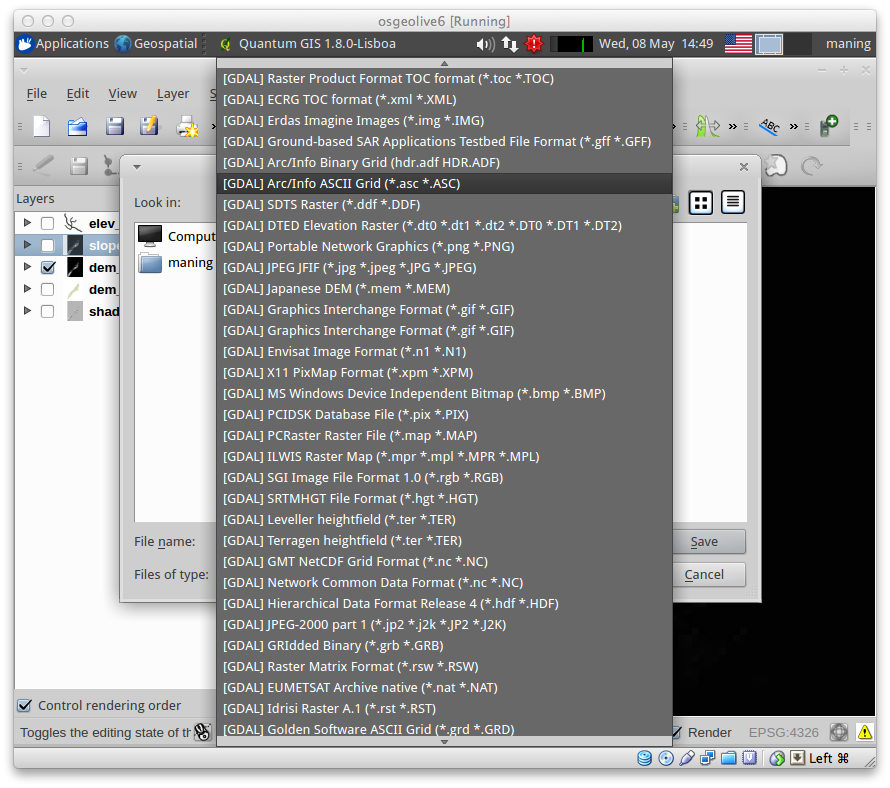 osgeolive6 [Running]
Applications Geospatial Quantum GIS 1.8.0-Lisboa Wed, 08 May 14:49 maning
File Edit View Layer S
ABC
Layers
elev_
slope
dem_
dem_
shad
Look in:
Comput
maning
[GDAL] Raster Product Format TOC format (*.toc *.TOC)
[GDAL] ECRG TOC format (*.xml *.XML)
[GDAL] Erdas Imagine Images (*.img *.IMG)
[GDAL] Ground-based SAR Applications Testbed File Format (*.gff *.GFF)
[GDAL] Arc/Info Binary Grid (hdr.adf HDR.ADF)
[GDAL] Arc/Info ASCII Grid (*.asc *.ASC)
[GDAL] SDTS Raster (*.ddf *.DDF)
[GDAL] DTED Elevation Raster (*.dt0 *.dt1 *.dt2 *.DT0 *.DT1 *.DT2)
[GDAL] Portable Network Graphics (*.png *.PNG)
[GDAL] JPEG JFIF (*.jpg *.jpeg *.JPG *.JPEG)
[GDAL] Japanese DEM (*.mem *.MEM)
[GDAL] Graphics Interchange Format (*.gif *.GIF)
[GDAL] Graphics Interchange Format (*.gif *.GIF)
[GDAL] Envisat Image Format (*.n1 *.N1)
[GDAL] X11 PixMap Format (*.xpm *.XPM)
[GDAL] MS Windows Device Independent Bitmap (*.bmp *.BMP)
[GDAL] PCIDSK Database File (*.pix *.PIX)
[GDAL] PCRaster Raster File (*.map *.MAP)
[GDAL] ILWIS Raster Map (*.mpr *.mpl *.MPR *.MPL)
[GDAL] SGI Image File Format 1.0 (*.rgb *.RGB)
[GDAL] SRTMHGT File Format (*.hgt *.HGT)
[GDAL] Leveller heightfield (*.ter *.TER)
[GDAL] Terragen heightfield (*.ter *.TER)
[GDAL] GMT NetCDF Grid Format (*.nc *.NC)
[GDAL] Network Common Data Format (*.nc *.NC)
[GDAL] Hierarchical Data Format Release 4 (*.hdf *.HDF)
[GDAL] JPEG-2000 part 1 (*.jp2 *.j2k *.JP2 *.J2K)
[GDAL] GRIdded Binary (*.grb *.GRB)
[GDAL] Raster Matrix Format (*.rsw *.RSW)
[GDAL] EUMETSAT Archive native (*.nat *.NAT)
[GDAL] Idrisi Raster A.1 (*.rst *.RST)
[GDAL] Golden Software ASCII Grid (*.grd *.GRD)
File name:
Save
Files of type:
Cancel
Control rendering order
Toggles the editing state of th
Render EPSG:4326
Left ⌘